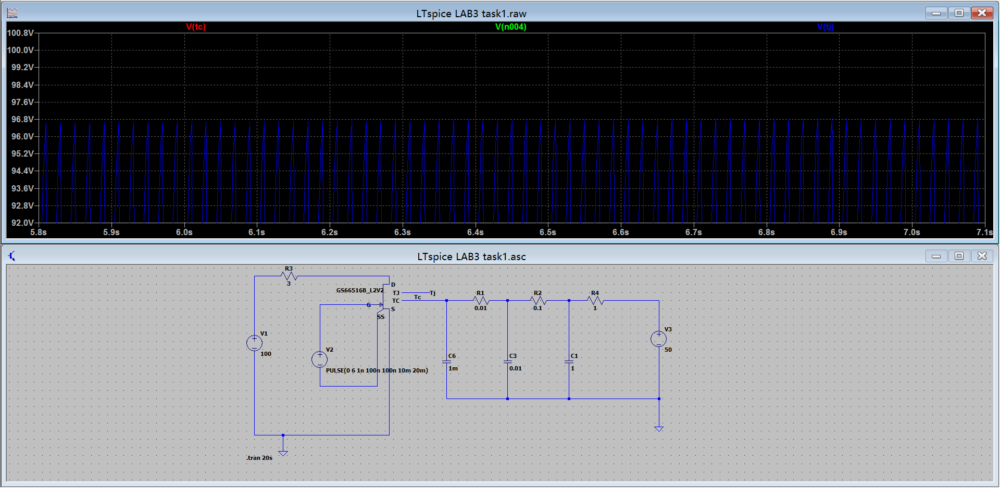 LTspice LAB3 task1.raw
V(tc) V(n004) V(tj)
100.8V
100.0V
99.2V
98.4V
97.6V
96.8V
96.0V
95.2V
94.4V
93.6V
92.8V
92.0V
5.8s 5.9s 6.0s 6.1s 6.2s 6.3s 6.4s 6.5s 6.6s 6.7s 6.8s 6.9s 7.0s 7.1s
LTspice LAB3 task1.asc
R3
3
D
GS66516B_L2V2
TJ
Tj
Tc
TC
G
S
SS
R1
0.01
R2
0.1
R4
1
V1
100
V2
PULSE(0 6 1n 100n 100n 10m 20m)
C6
1m
C3
0.01
C1
1
V3
50
.tran 20s